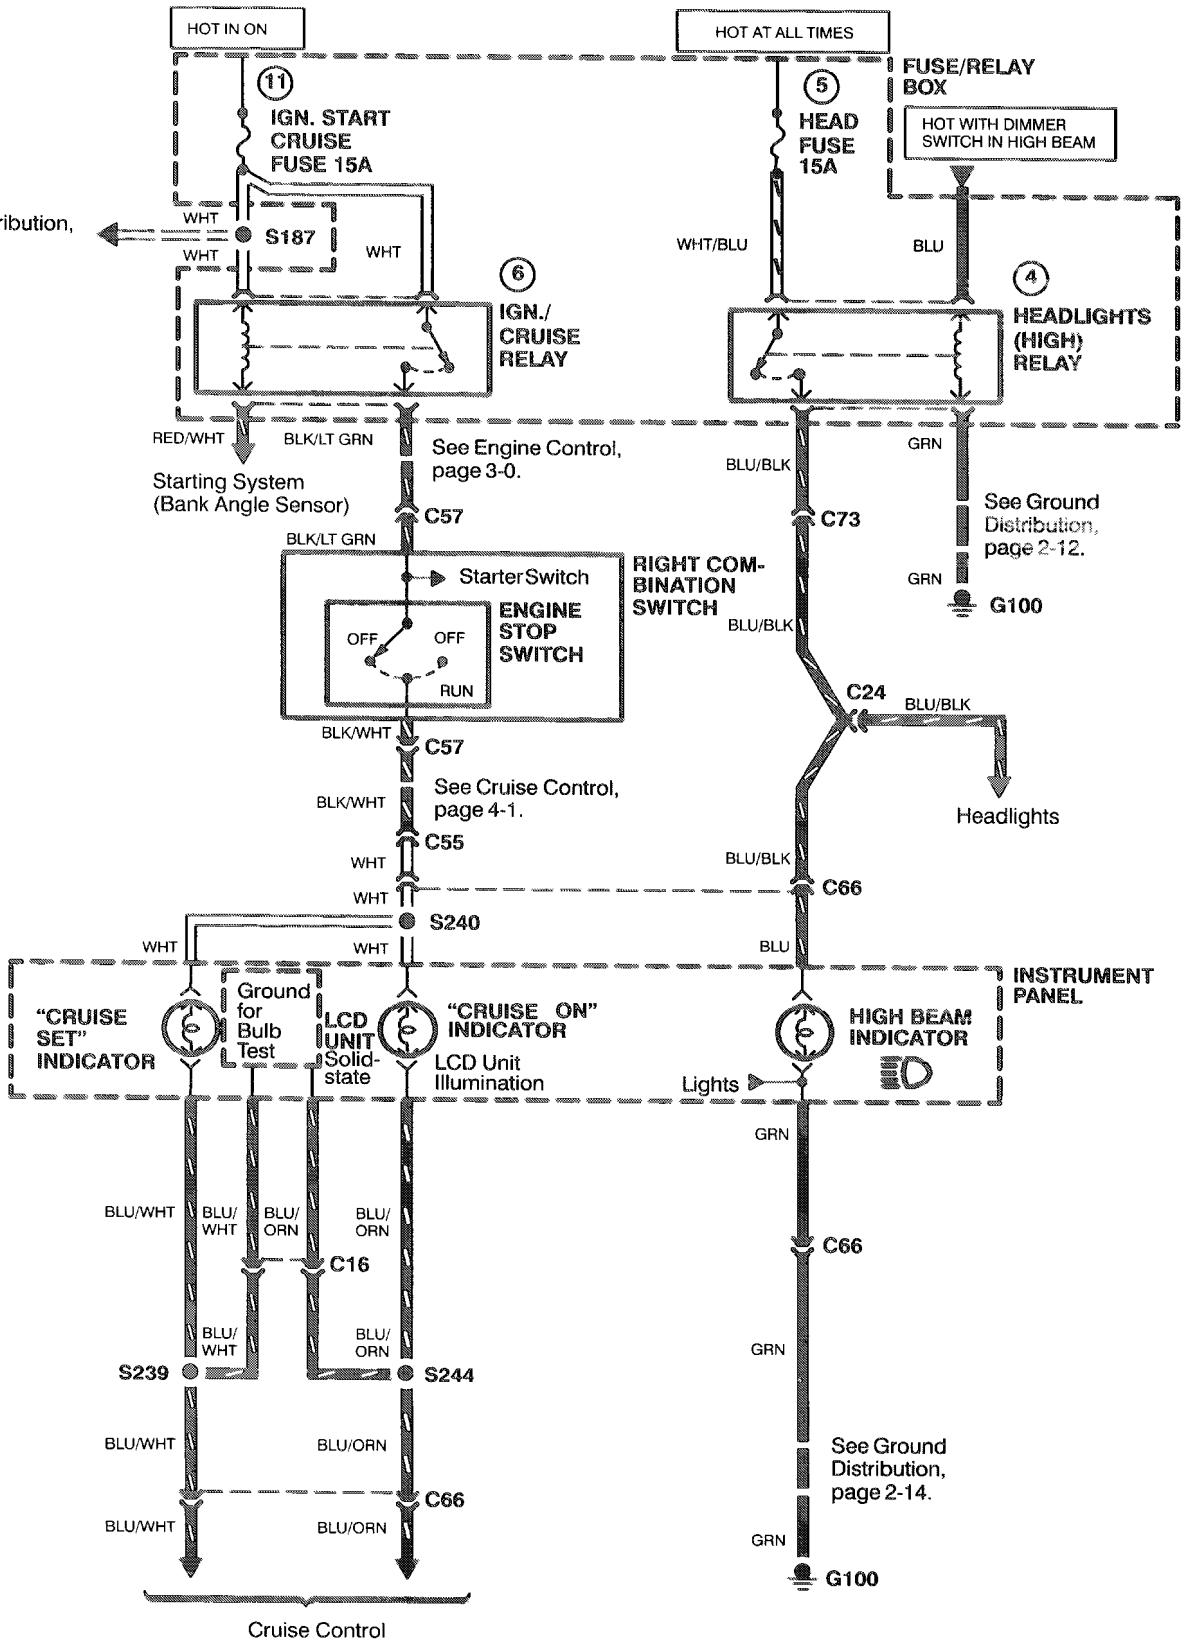 HOT IN ON
HOT AT ALL TIMES
11
IGN. START
CRUISE
FUSE 15A
5
HEAD
FUSE
15A
FUSE/RELAY
BOX
HOT WITH DIMMER
SWITCH IN HIGH BEAM
ribution,
WHT
S187
WHT
WHT
WHT/BLU
BLU
6
IGN./
CRUISE
RELAY
4
HEADLIGHTS
(HIGH)
RELAY
RED/WHT
BLK/LT GRN
See Engine Control,
page 3-0.
Starting System
(Bank Angle Sensor)
BLU/BLK
GRN
C57
C73
See Ground
Distribution,
page 2-12.
BLK/LT GRN
Starter Switch
RIGHT COM-
BINATION
SWITCH
GRN
G100
ENGINE
STOP
SWITCH
OFF
OFF
RUN
BLU/BLK
C24
BLU/BLK
BLK/WHT
C57
See Cruise Control,
page 4-1.
BLK/WHT
Headlights
C55
WHT
BLU/BLK
C66
WHT
S240
WHT
WHT
BLU
INSTRUMENT
PANEL
"CRUISE
SET"
INDICATOR
Ground
for
Bulb
Test
LCD
UNIT
Solid-
state
"CRUISE ON"
INDICATOR
LCD Unit
Illumination
HIGH BEAM
INDICATOR
Lights
GRN
BLU/WHT
BLU/
WHT
BLU/
ORN
BLU/
ORN
C16
C66
BLU/
WHT
BLU/
ORN
GRN
S239
S244
BLU/WHT
BLU/ORN
See Ground
Distribution,
page 2-14.
C66
BLU/WHT
BLU/ORN
GRN
G100
Cruise Control